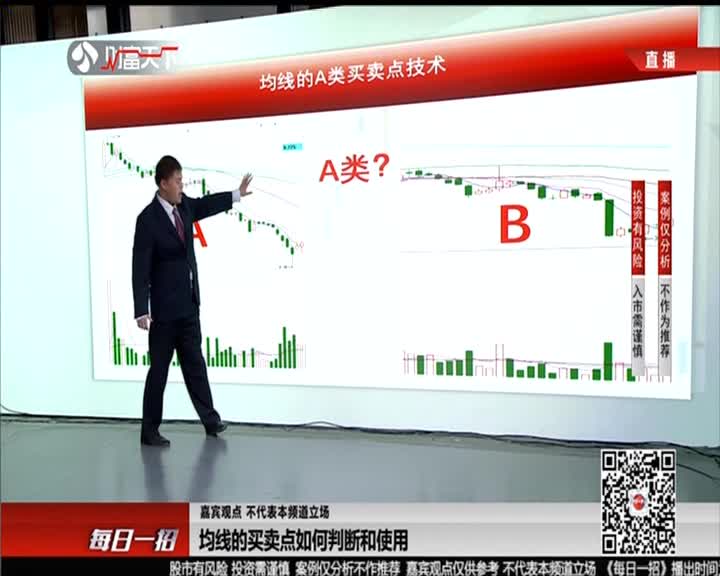 财富天下
直播
均线的A类买卖点技术
A类？
A
B
案例仅分析 不作为推荐
投资有风险 入市需谨慎
嘉宾观点 不代表本频道立场
每日一招
均线的买卖点如何判断和使用
股市有风险 投资需谨慎 案例仅分析不作推荐 嘉宾观点仅供参考 不代表本频道立场 《每日一招》播出时间